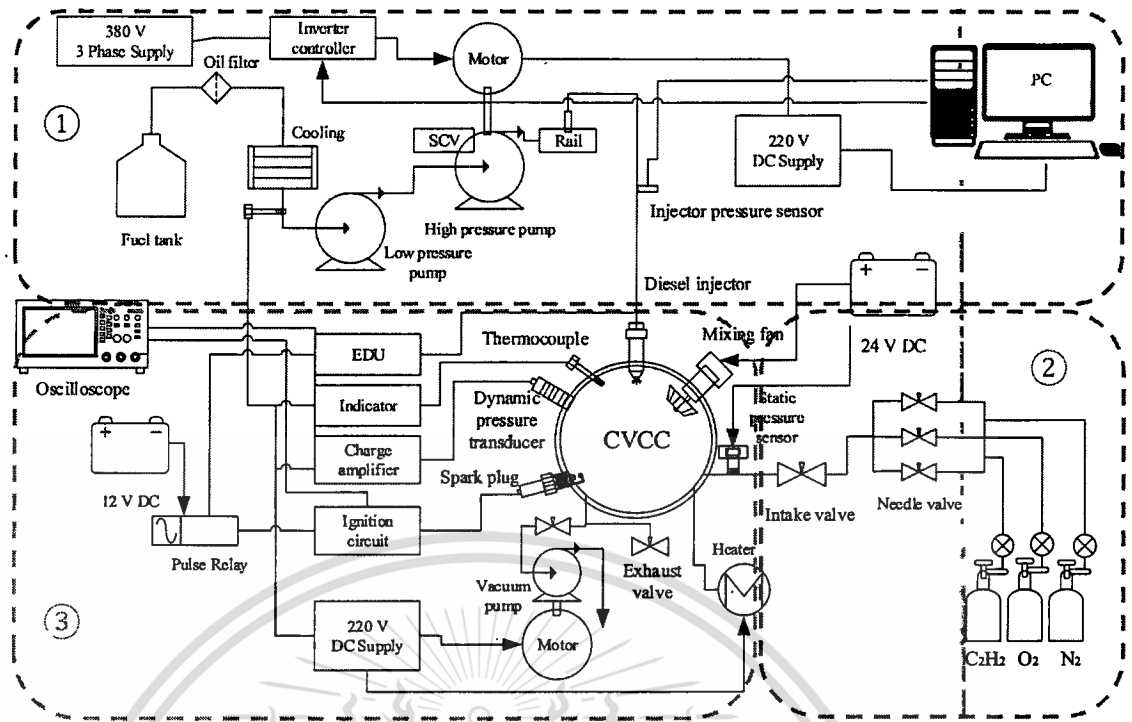 380 V
3 Phase Supply
Inverter
controller
Motor
PC
Oil filter
1
Cooling
SCV
Rail
220 V
DC Supply
Fuel tank
High pressure pump
Low pressure
pump
Injector pressure sensor
Diesel injector
+ −
24 V DC
Mixing fan
Thermocouple
Oscilloscope
EDU
Indicator
Charge
amplifier
Ignition
circuit
Dynamic
pressure
transducer
Spark plug
CVCC
Static
pressure
sensor
2
+ −
12 V DC
Pulse Relay
Intake valve
Needle valve
Heater
Exhaust
valve
Vacuum
pump
Motor
3
220 V
DC Supply
C₂H₂ O₂ N₂